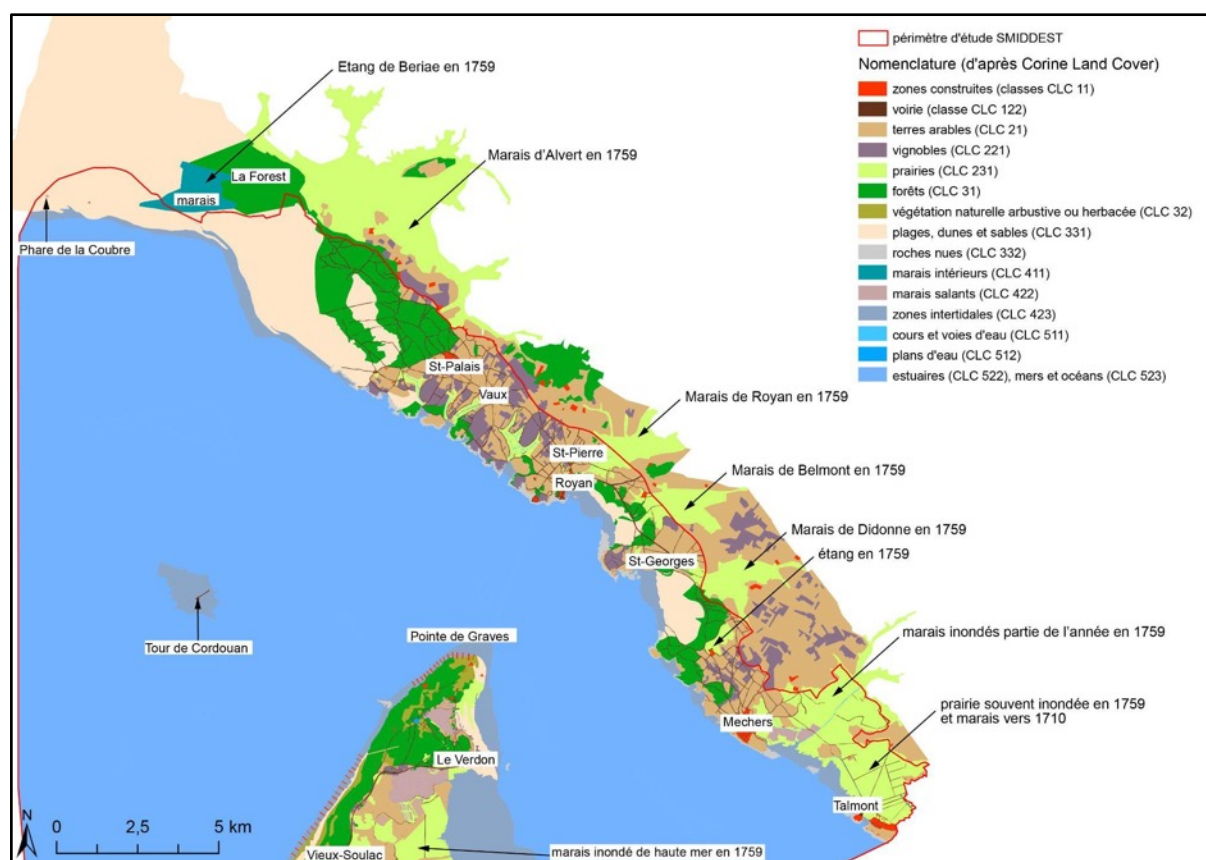 périmètre d'étude SMIDDEST
Nomenclature (d'après Corine Land Cover)
zones construites (classes CLC 11)
voirie (classe CLC 122)
terres arables (CLC 21)
vignobles (CLC 221)
prairies (CLC 231)
forêts (CLC 31)
végétation naturelle arbustive ou herbacée (CLC 32)
plages, dunes et sables (CLC 331)
roches nues (CLC 332)
marais intérieurs (CLC 411)
marais salants (CLC 422)
zones intertidales (CLC 423)
cours et voies d'eau (CLC 511)
plans d'eau (CLC 512)
estuaires (CLC 522), mers et océans (CLC 523)
Etang de Beriae en 1759
Marais d'Alvert en 1759
La Forest
marais
Phare de la Coubre
St-Palais
Vaux
Marais de Royan en 1759
St-Pierre
Marais de Belmont en 1759
Royan
Marais de Didonne en 1759
étang en 1759
St-Georges
marais inondés partie de l'année en 1759
Tour de Cordouan
Pointe de Graves
prairie souvent inondée en 1759
et marais vers 1710
Mechers
Le Verdon
Talmont
N
0 2,5 5 km
Vieux-Soulac
marais inondé de haute mer en 1759